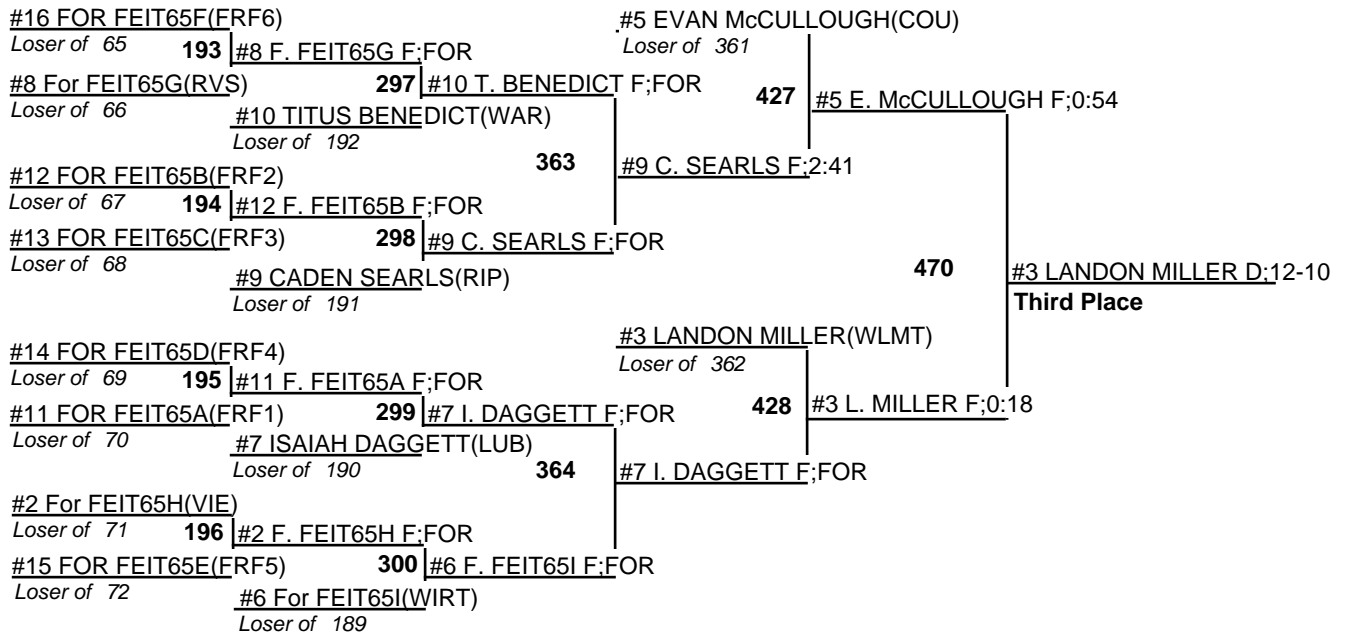 #16 FOR FEIT65F(FRF6)
Loser of 65
193
#8 F. FEIT65G F;FOR
#8 For FEIT65G(RVS)
Loser of 66
297
#10 T. BENEDICT F;FOR
#10 TITUS BENEDICT(WAR)
Loser of 192
363
#12 FOR FEIT65B(FRF2)
Loser of 67
194
#12 F. FEIT65B F;FOR
#13 FOR FEIT65C(FRF3)
Loser of 68
298
#9 C. SEARLS F;FOR
#9 CADEN SEARLS(RIP)
Loser of 191
#5 EVAN McCULLOUGH(COU)
Loser of 361
427
#5 E. McCULLOUGH F;0:54
#9 C. SEARLS F;2:41
470
#3 LANDON MILLER D;12-10
Third Place
#14 FOR FEIT65D(FRF4)
Loser of 69
195
#11 F. FEIT65A F;FOR
#11 FOR FEIT65A(FRF1)
Loser of 70
299
#7 I. DAGGETT F;FOR
#7 ISAIAH DAGGETT(LUB)
Loser of 190
364
#2 For FEIT65H(VIE)
Loser of 71
196
#2 F. FEIT65H F;FOR
#15 FOR FEIT65E(FRF5)
Loser of 72
300
#6 F. FEIT65I F;FOR
#6 For FEIT65I(WIRT)
Loser of 189
#3 LANDON MILLER(WLMT)
Loser of 362
428
#3 L. MILLER F;0:18
#7 I. DAGGETT F;FOR